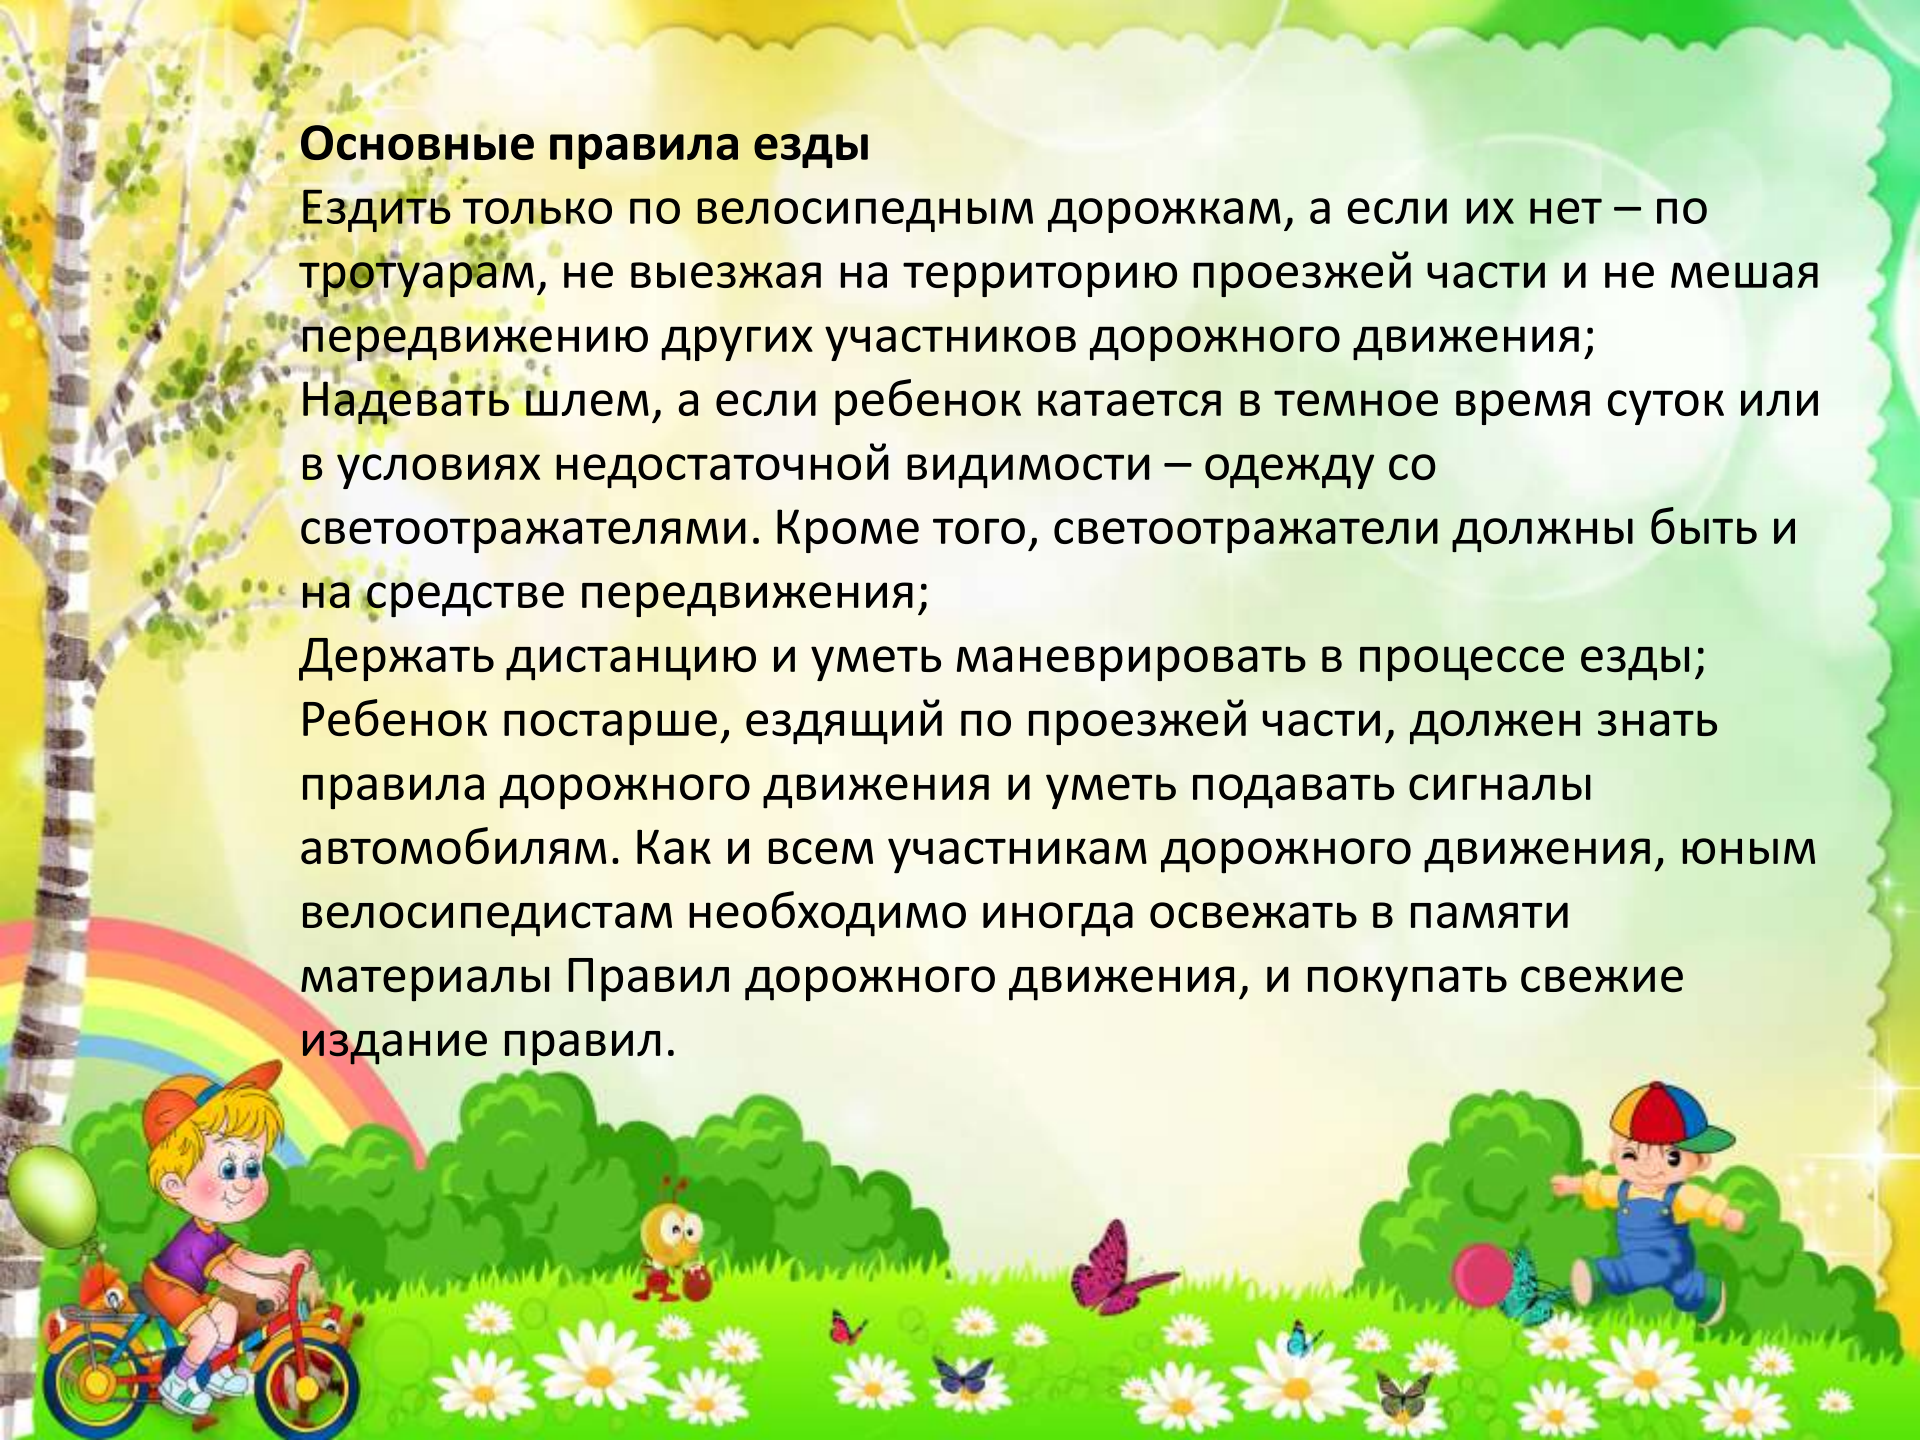 Основные правила езды
Ездить только по велосипедным дорожкам, а если их нет – по
тротуарам, не выезжая на территорию проезжей части и не мешая
передвижению других участников дорожного движения;
Надевать шлем, а если ребенок катается в темное время суток или
в условиях недостаточной видимости – одежду со
светоотражателями. Кроме того, светоотражатели должны быть и
на средстве передвижения;
Держать дистанцию и уметь маневрировать в процессе езды;
Ребенок постарше, ездящий по проезжей части, должен знать
правила дорожного движения и уметь подавать сигналы
автомобилям. Как и всем участникам дорожного движения, юным
велосипедистам необходимо иногда освежать в памяти
материалы Правил дорожного движения, и покупать свежие
издание правил.